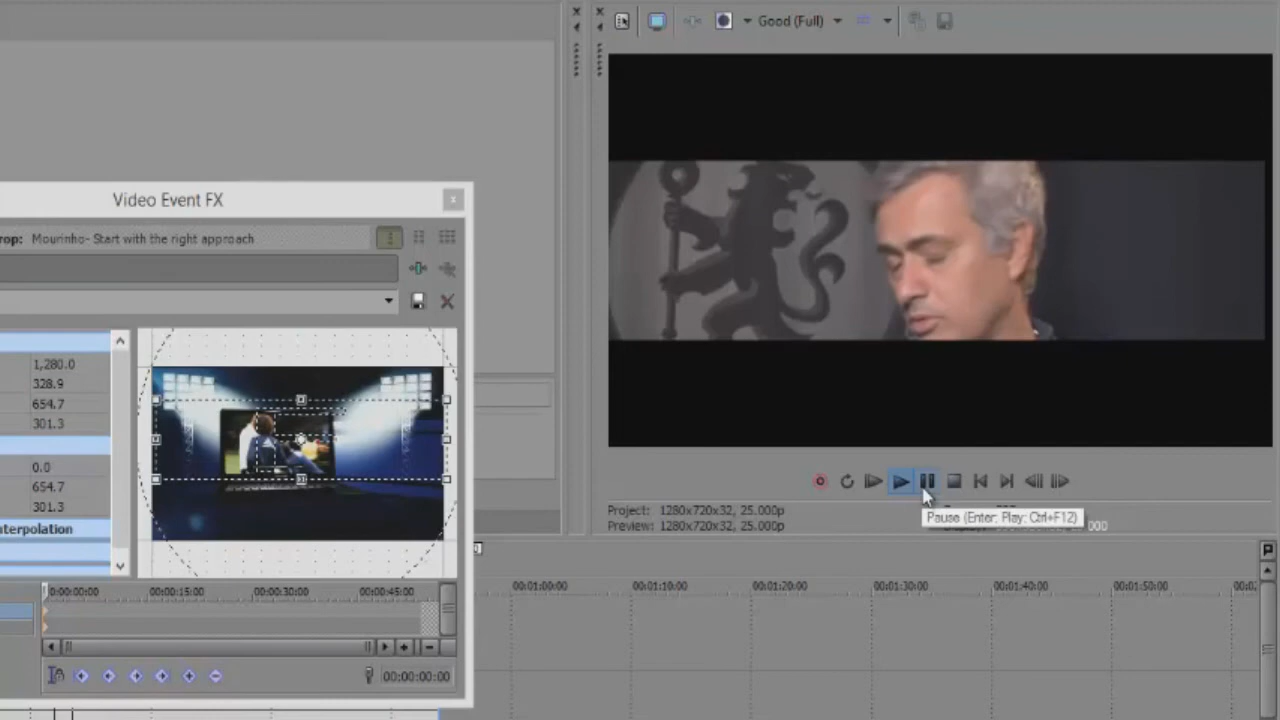 Good (Full)
Video Event FX
rop: Mourinho- Start with the right approach
1,280.0
328.9
654.7
301.3
0.0
654.7
301.3
nterpolation
0:00:00:00 00:00:15:00 00:00:30:00 00:00:45:00
00:00:00:00
Project: 1280x720x32, 25.000p
Preview: 1280x720x32, 25.000p
Pause (Enter; Play; Ctrl+F12)
00:01:00:00 00:01:10:00 00:01:20:00 00:01:30:00 00:01:40:00 00:01:50:00